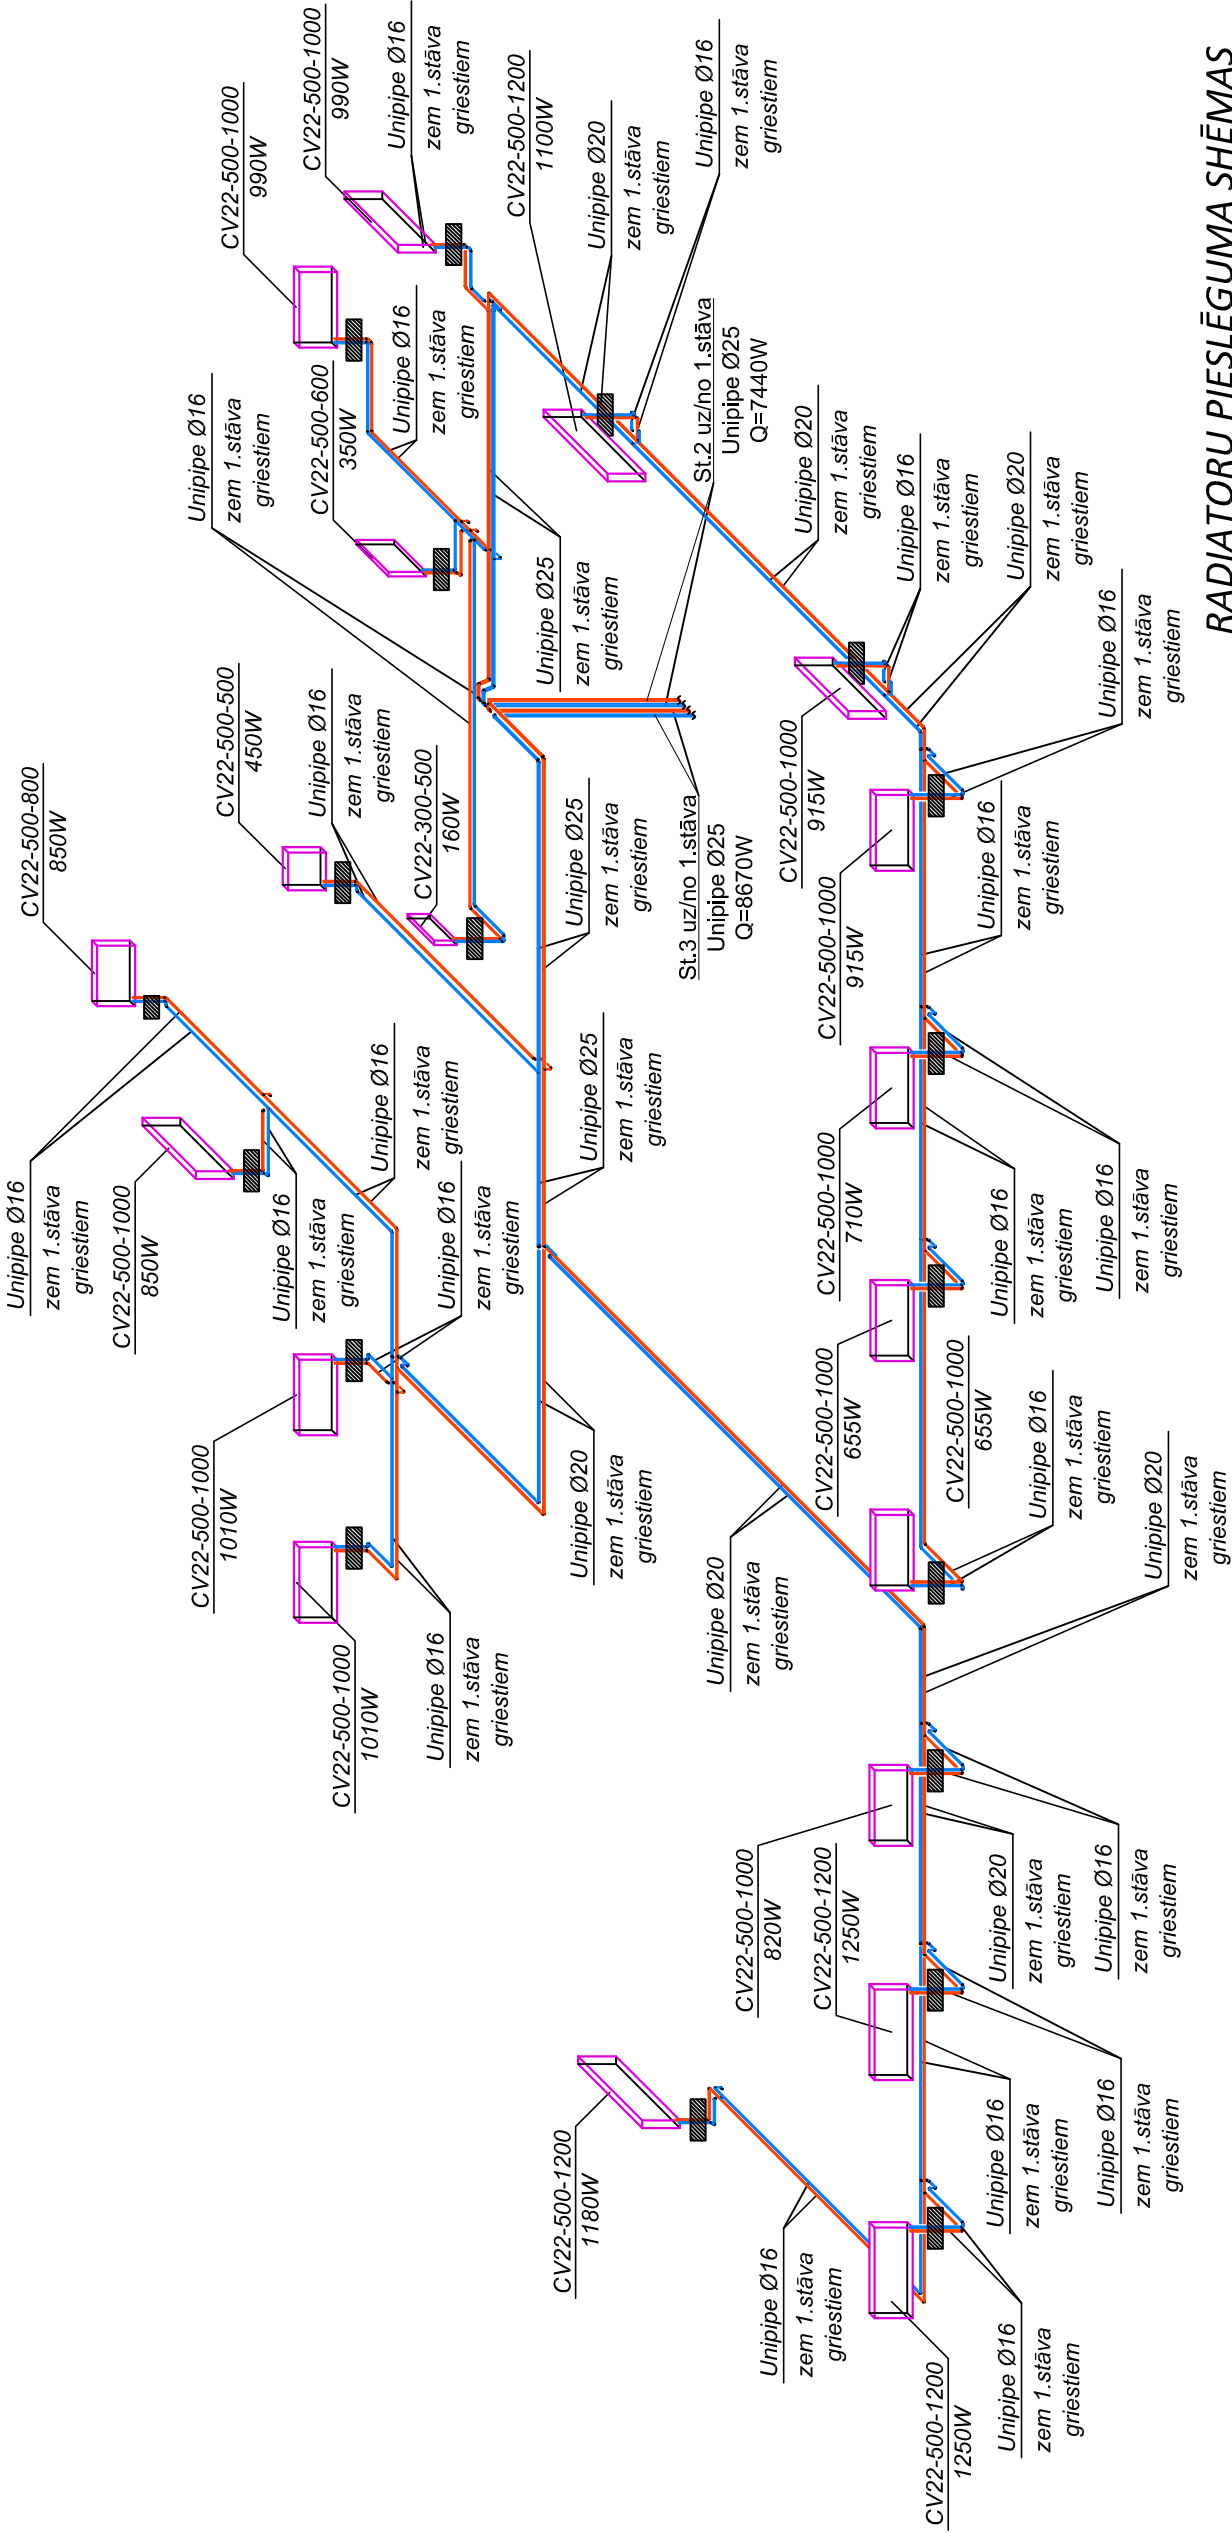 CV22-500-800
850W
Unipipe Ø16
zem 1.stāva
griestiem
CV22-500-1000
850W
Unipipe Ø16
zem 1.stāva
griestiem
Unipipe Ø16
zem 1.stāva
griestiem
Unipipe Ø16
zem 1.stāva
griestiem
CV22-500-1000
1010W
CV22-500-1000
1010W
Unipipe Ø16
zem 1.stāva
griestiem
CV22-500-500
450W
Unipipe Ø16
zem 1.stāva
griestiem
CV22-300-500
160W
Unipipe Ø16
zem 1.stāva
griestiem
CV22-500-1000
990W
CV22-500-1000
990W
Unipipe Ø16
zem 1.stāva
griestiem
Unipipe Ø16
zem 1.stāva
griestiem
CV22-500-600
350W
CV22-500-1200
1100W
Unipipe Ø20
zem 1.stāva
griestiem
Unipipe Ø16
zem 1.stāva
griestiem
Unipipe Ø25
zem 1.stāva
griestiem
St.2 uz/no 1.stāva
Unipipe Ø25
Q=7440W
St.3 uz/no 1.stāva
Unipipe Ø25
Q=8670W
Unipipe Ø25
zem 1.stāva
griestiem
Unipipe Ø25
zem 1.stāva
griestiem
Unipipe Ø20
zem 1.stāva
griestiem
Unipipe Ø20
zem 1.stāva
griestiem
Unipipe Ø20
zem 1.stāva
griestiem
Unipipe Ø16
zem 1.stāva
griestiem
Unipipe Ø20
zem 1.stāva
griestiem
Unipipe Ø16
zem 1.stāva
griestiem
CV22-500-1000
915W
CV22-500-1000
915W
Unipipe Ø16
zem 1.stāva
griestiem
CV22-500-1000
710W
Unipipe Ø16
zem 1.stāva
griestiem
Unipipe Ø16
zem 1.stāva
griestiem
CV22-500-1000
655W
CV22-500-1000
655W
Unipipe Ø16
zem 1.stāva
griestiem
Unipipe Ø20
zem 1.stāva
griestiem
CV22-500-1000
820W
CV22-500-1200
1250W
Unipipe Ø20
zem 1.stāva
griestiem
Unipipe Ø16
zem 1.stāva
griestiem
CV22-500-1200
1180W
Unipipe Ø16
zem 1.stāva
griestiem
Unipipe Ø16
zem 1.stāva
griestiem
Unipipe Ø16
zem 1.stāva
griestiem
CV22-500-1200
1250W
Unipipe Ø16
zem 1.stāva
griestiem
RADIATORU PIESLĒGUMA SHĒMAS